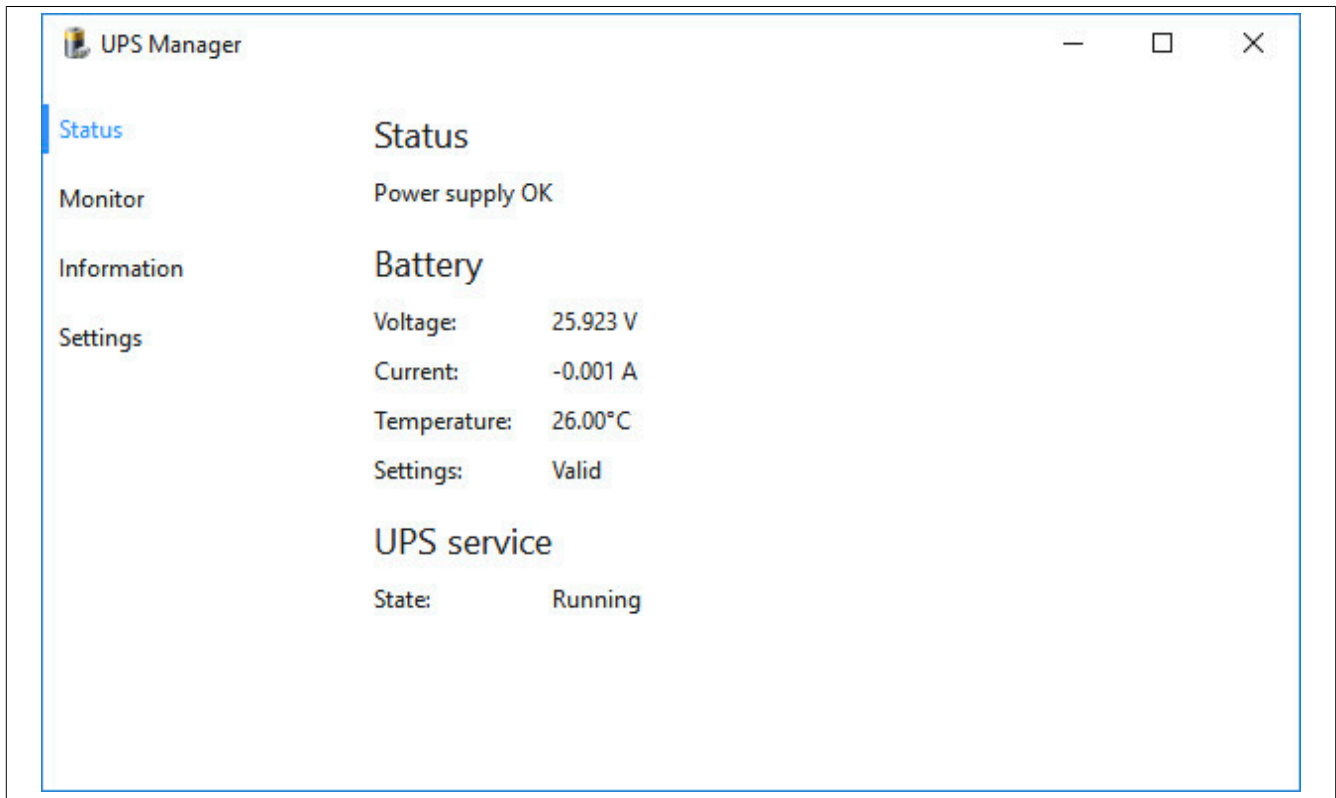 UPS Manager
Status
Monitor
Information
Settings
Status
Power supply OK
Battery
Voltage: 25.923 V
Current: -0.001 A
Temperature: 26.00°C
Settings: Valid
UPS service
State: Running